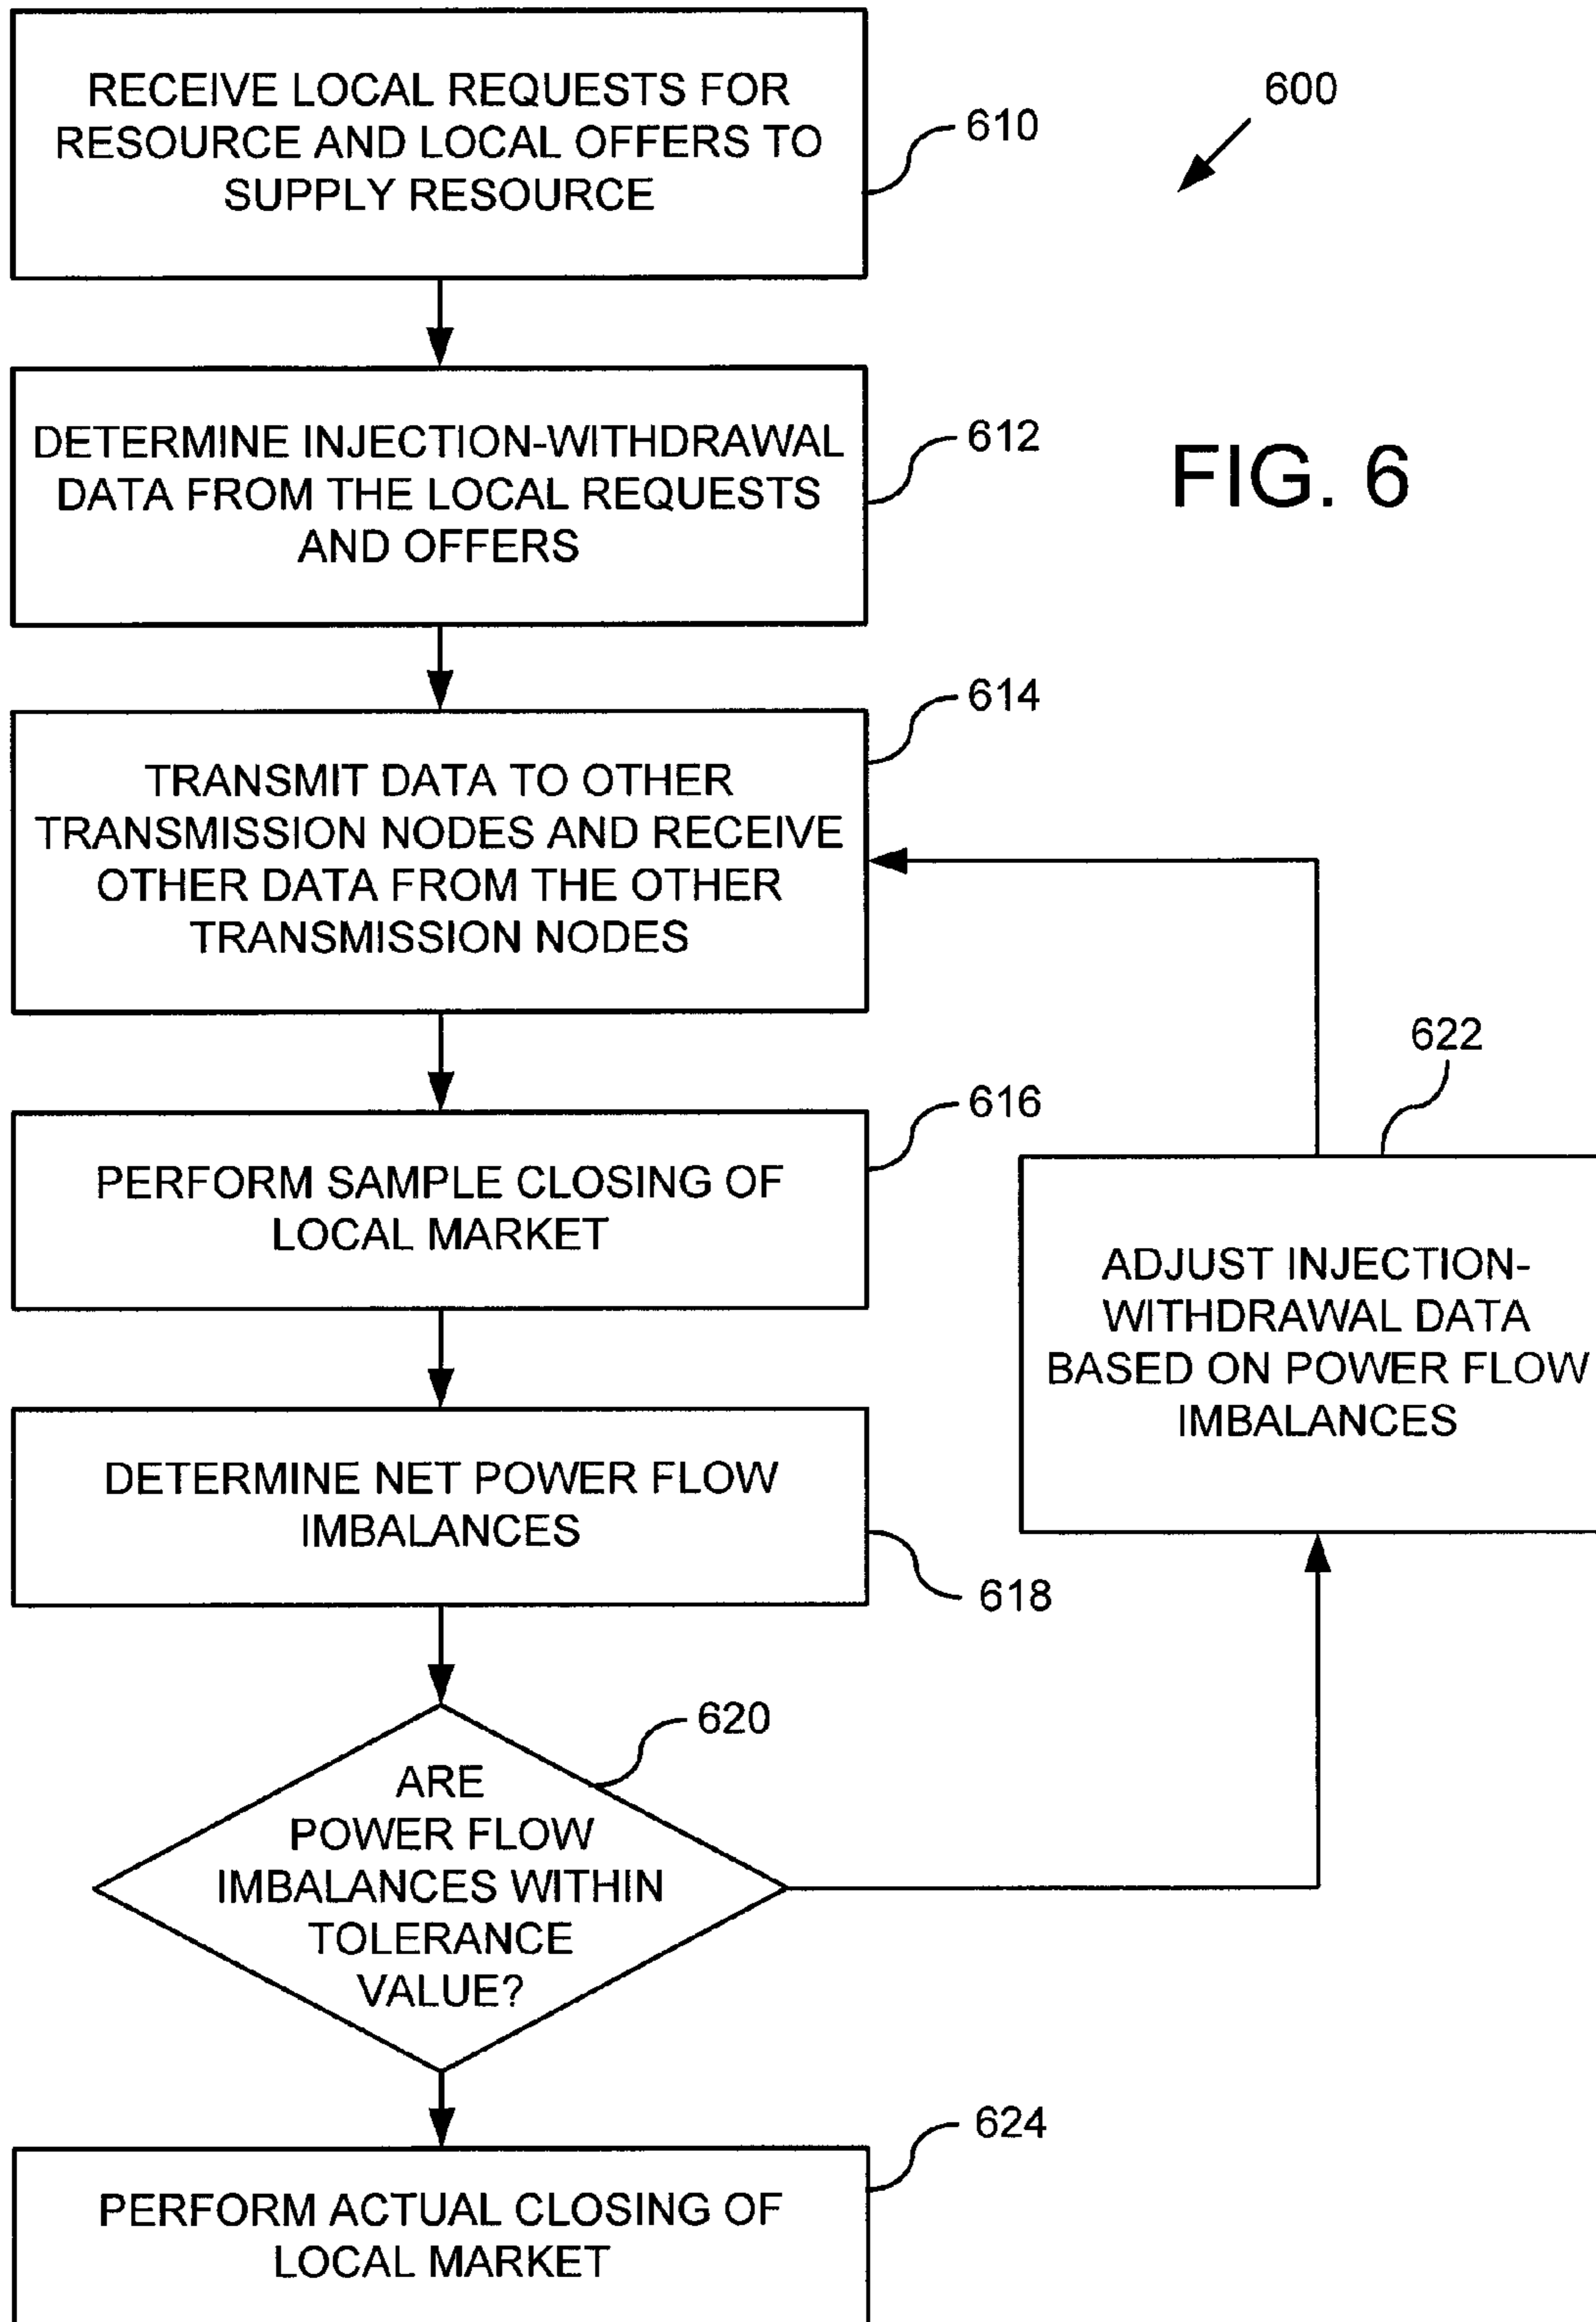 RECEIVE LOCAL REQUESTS FOR
RESOURCE AND LOCAL OFFERS TO
SUPPLY RESOURCE
610
600
DETERMINE INJECTION-WITHDRAWAL
DATA FROM THE LOCAL REQUESTS
AND OFFERS
612
FIG. 6
614
TRANSMIT DATA TO OTHER
TRANSMISSION NODES AND RECEIVE
OTHER DATA FROM THE OTHER
TRANSMISSION NODES
616
PERFORM SAMPLE CLOSING OF
LOCAL MARKET
622
ADJUST INJECTION-
WITHDRAWAL DATA
BASED ON POWER FLOW
IMBALANCES
DETERMINE NET POWER FLOW
IMBALANCES
618
620
ARE
POWER FLOW
IMBALANCES WITHIN
TOLERANCE
VALUE?
624
PERFORM ACTUAL CLOSING OF
LOCAL MARKET